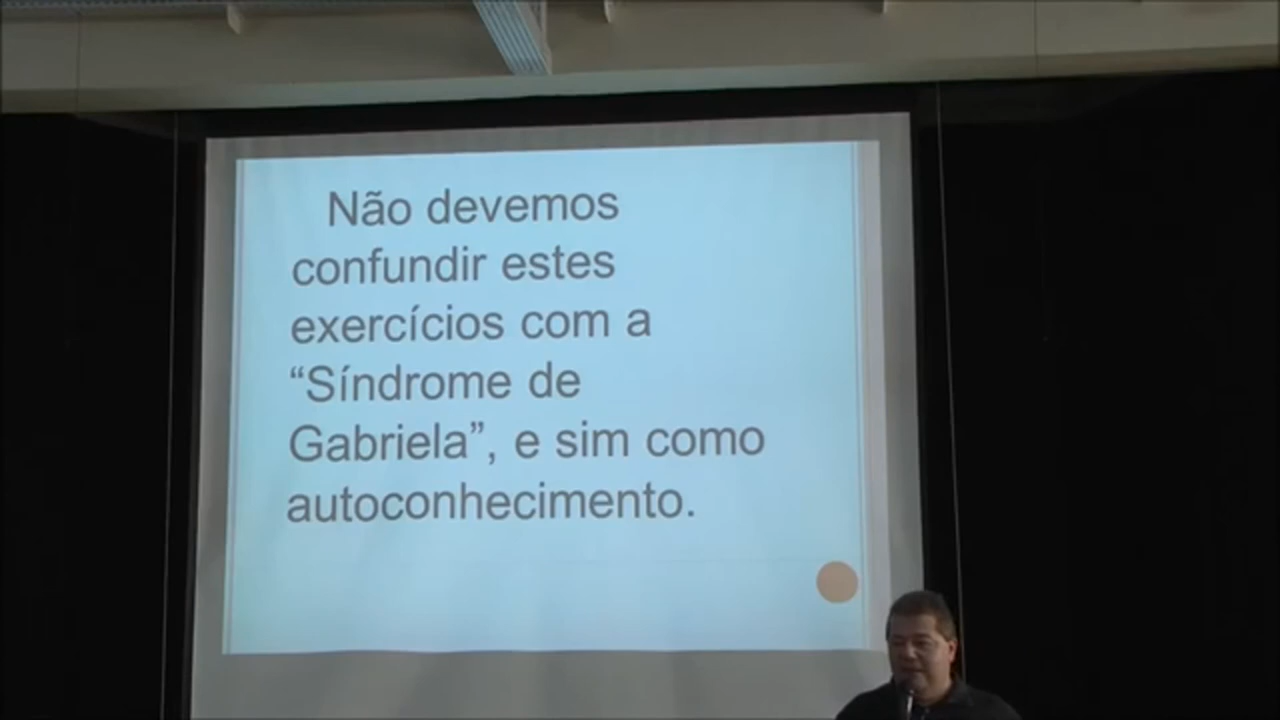 Não devemos
confundir estes
exercícios com a
“Síndrome de
Gabriela”, e sim como
autoconhecimento.